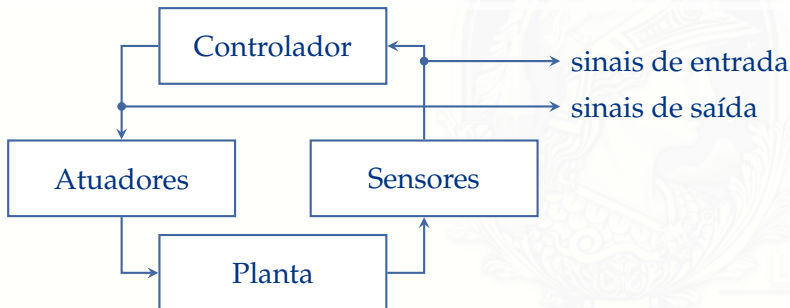 Controlador
sinais de entrada
sinais de saída
Atuadores
Sensores
Planta